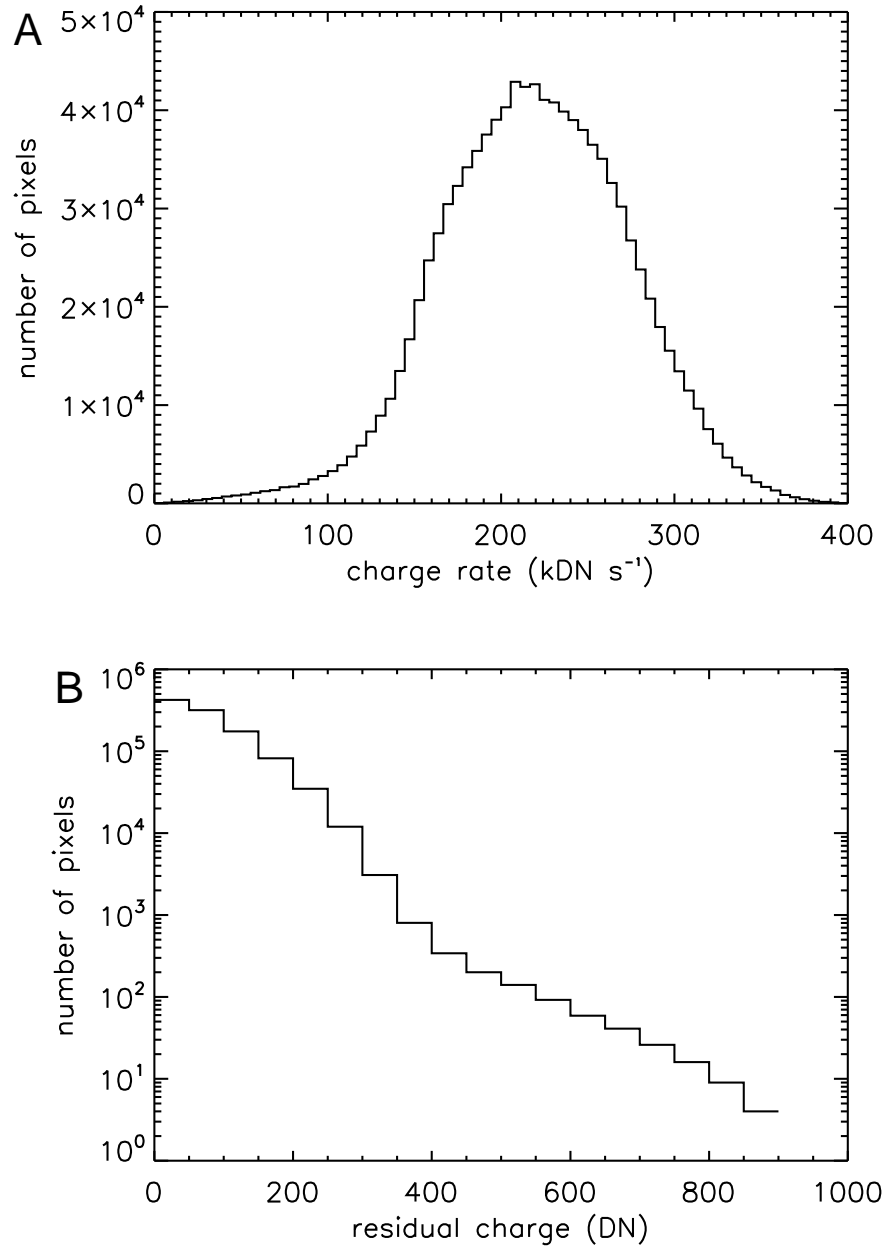 A
5×10⁴
4×10⁴
3×10⁴
2×10⁴
1×10⁴
0
number of pixels
0 100 200 300 400
charge rate (kDN s⁻¹)
B
10⁶
10⁵
10⁴
10³
10²
10¹
10⁰
number of pixels
0 200 400 600 800 1000
residual charge (DN)